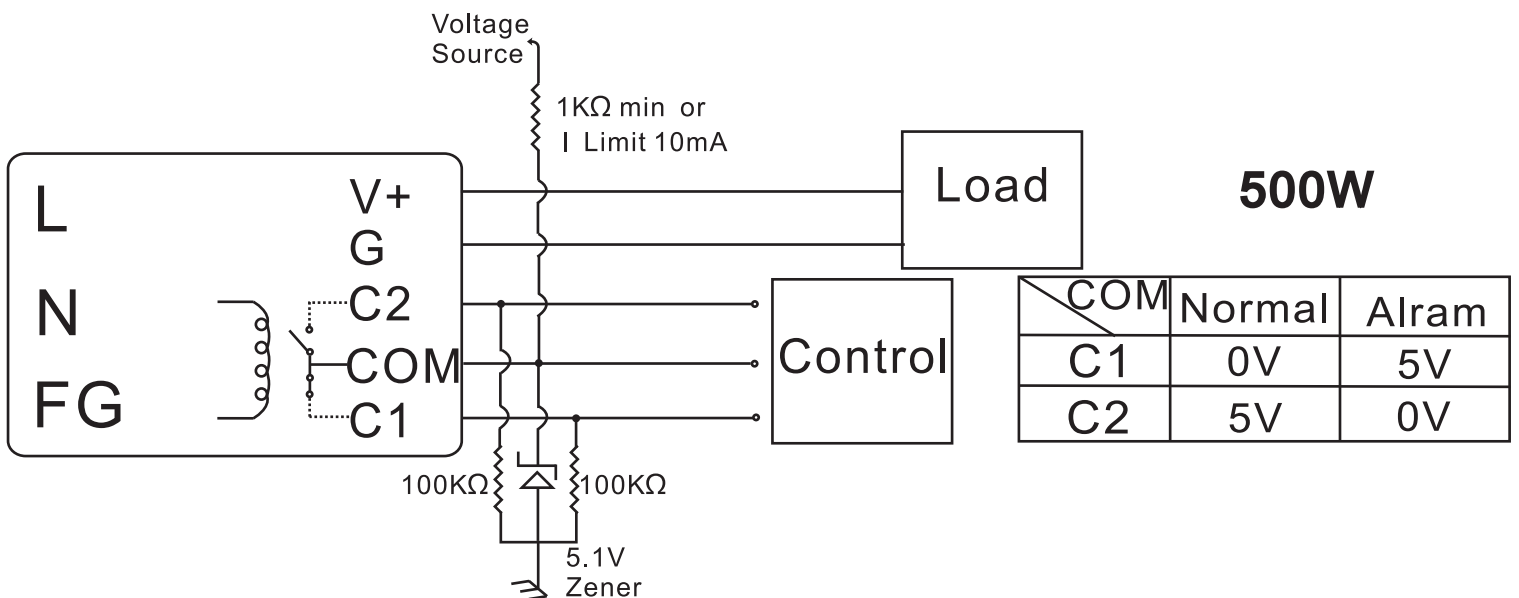 Voltage
Source
1KΩ min or
I Limit 10mA
L
N
FG
V+
G
C2
COM
C1
Load
Control
100KΩ
100KΩ
5.1V
Zener
500W
COM Normal Alram
C1 0V 5V
C2 5V 0V